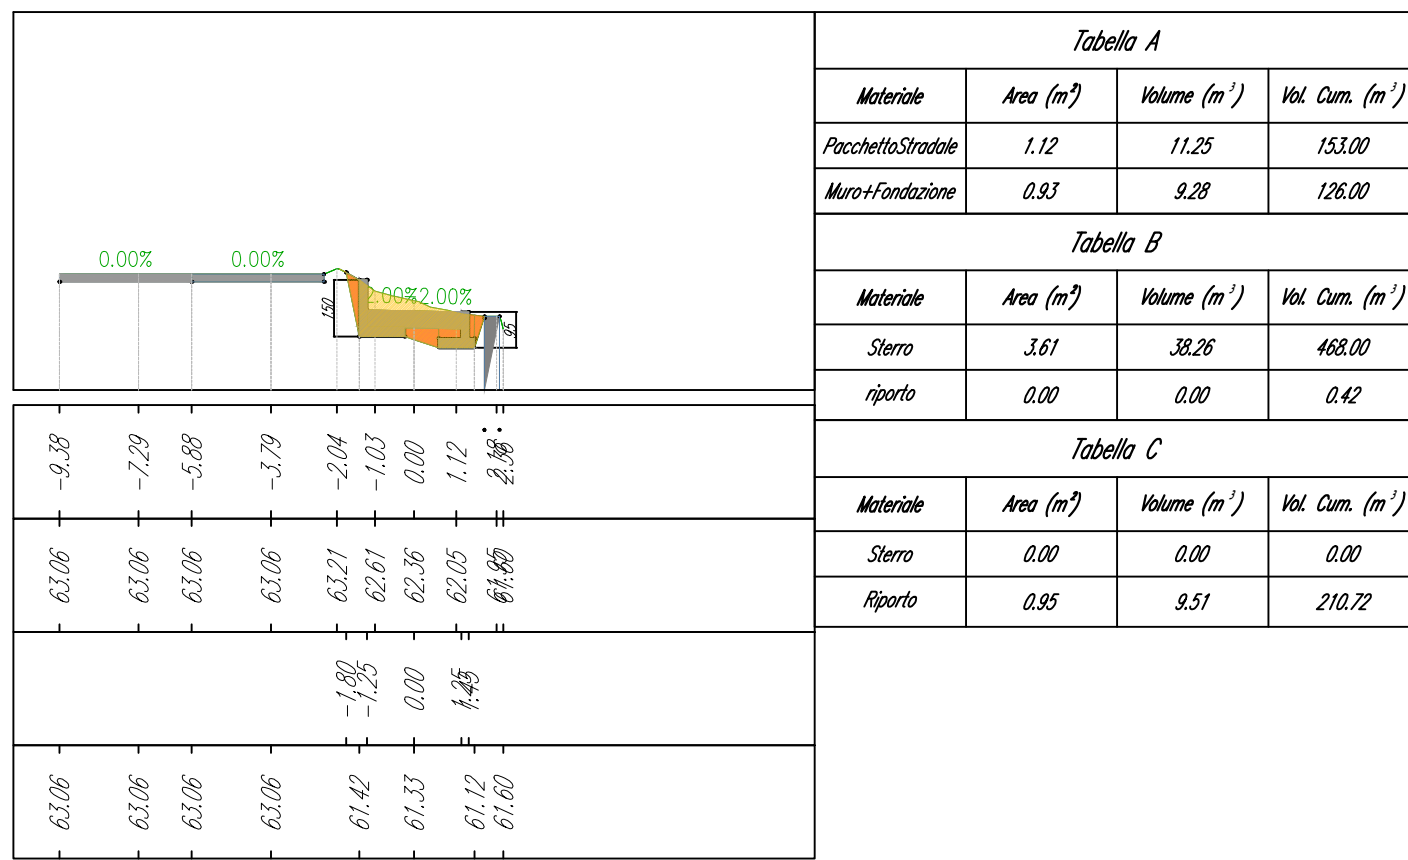 0.00% 0.00%
2.00% 2.00%
150
95
-9.38 -7.29 -5.88 -3.79 -2.04 -1.03 0.00 1.12
63.06 63.06 63.06 63.06 63.21 62.61 62.36 62.05
-1.80 -1.25 0.00 1.25 1.45
63.06 63.06 63.06 63.06 61.42 61.33 61.12 61.60
Tabella A
Materiale Area (m²) Volume (m³) Vol. Cum. (m³)
PacchettoStradale 1.12 11.25 153.00
Muro+Fondazione 0.93 9.28 126.00
Tabella B
Materiale Area (m²) Volume (m³) Vol. Cum. (m³)
Sterro 3.61 38.26 468.00
riporto 0.00 0.00 0.42
Tabella C
Materiale Area (m²) Volume (m³) Vol. Cum. (m³)
Sterro 0.00 0.00 0.00
Riporto 0.95 9.51 210.72